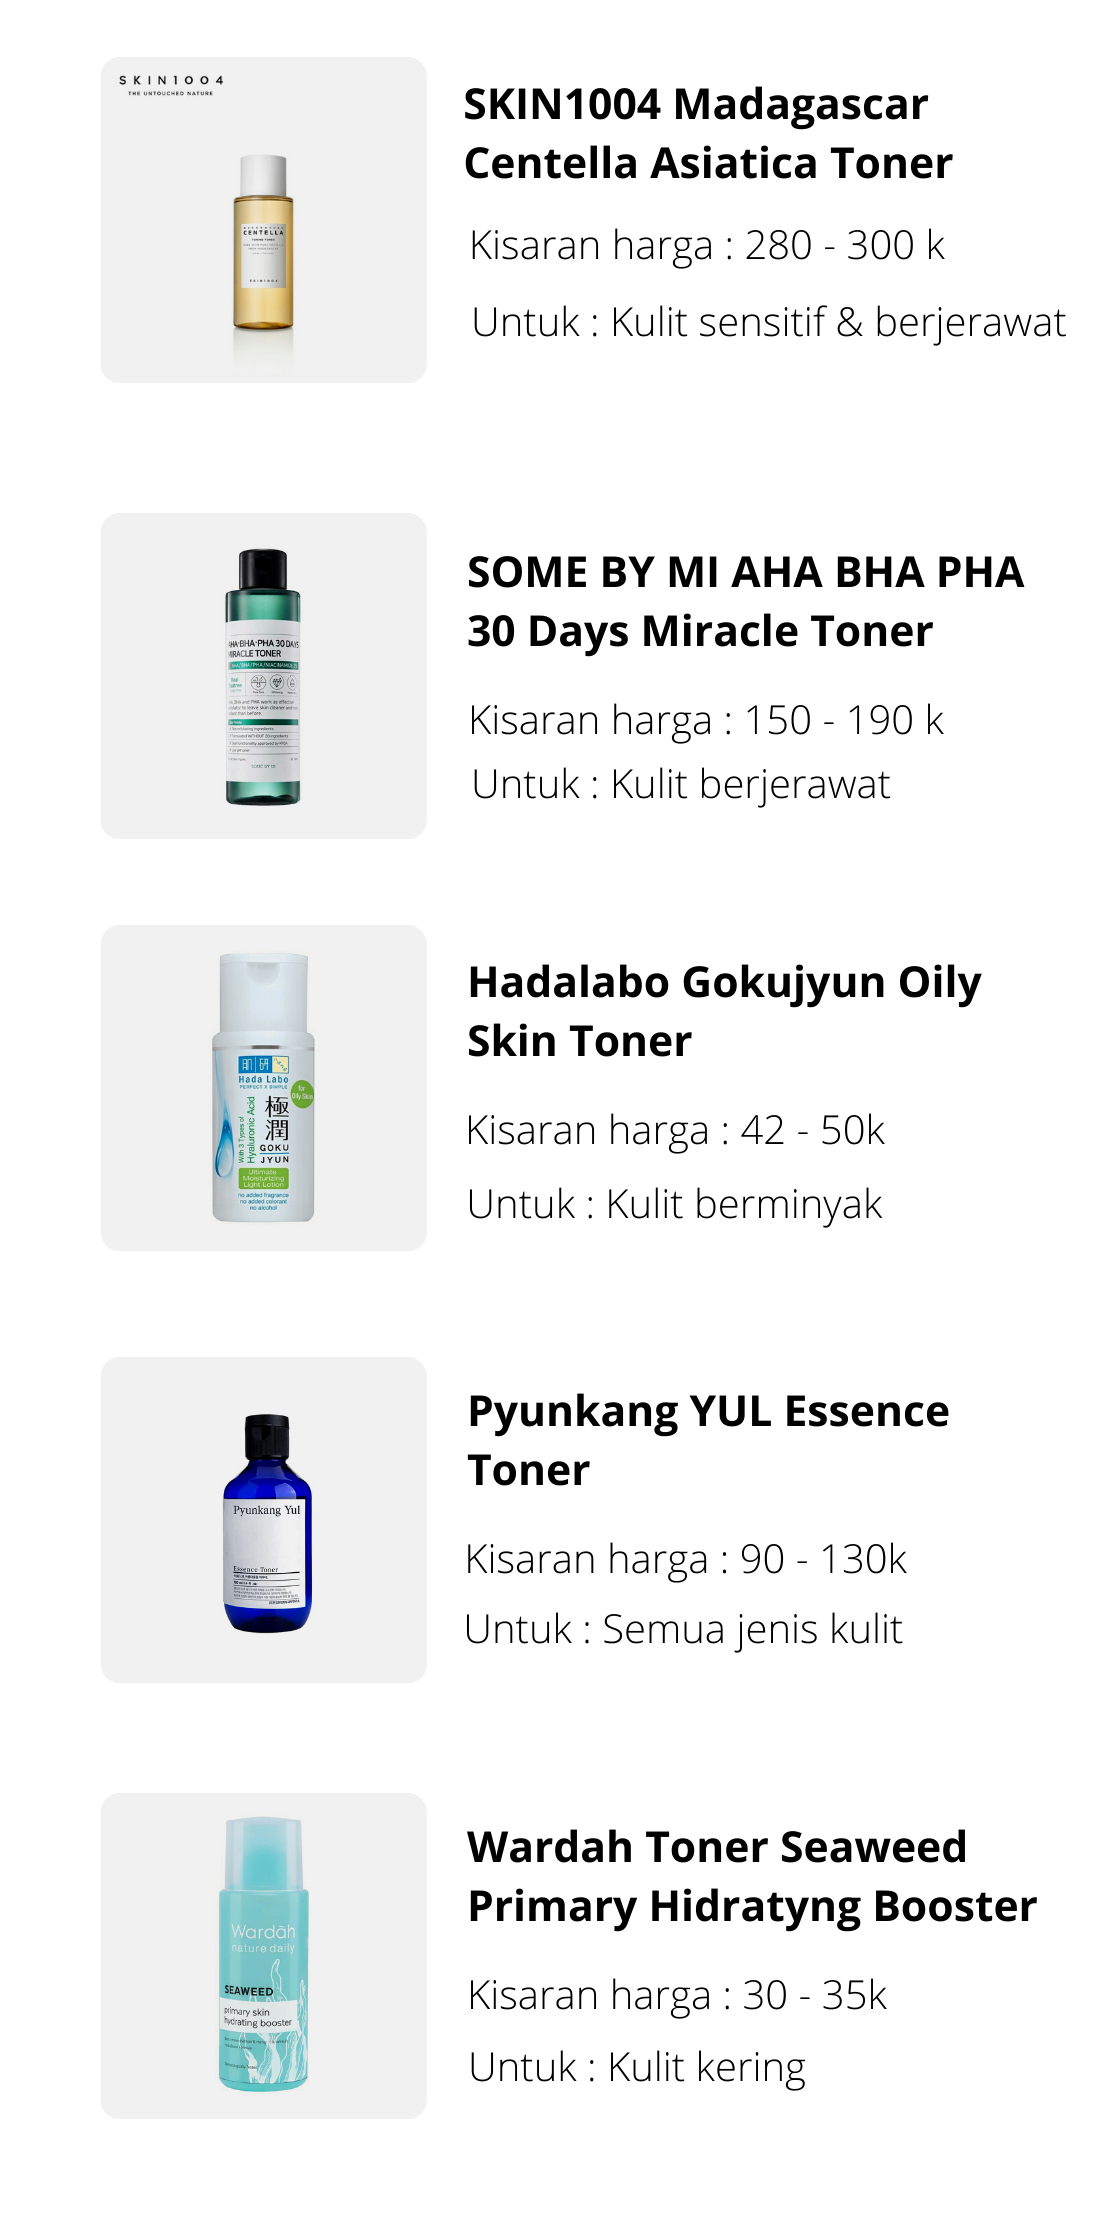 SKIN1004
THE UNTOUCHED NATURE
CENTELLA
TONING TONER
SKIN1004
SKIN1004 Madagascar
Centella Asiatica Toner
Kisaran harga : 280 - 300 k
Untuk : Kulit sensitif & berjerawat
AHA·BHA·PHA 30 DAYS
MIRACLE TONER
SOME BY MI
SOME BY MI AHA BHA PHA
30 Days Miracle Toner
Kisaran harga : 150 - 190 k
Untuk : Kulit berjerawat
肌研
Hada Labo
PERFECT X SIMPLE
for
Oily Skin
With 3 Types of
Hyaluronic Acid
極潤
GOKU
JYUN
Ultimate
Moisturizing
Light Lotion
no added fragrance
no added colorant
no alcohol
Hadalabo Gokujyun Oily
Skin Toner
Kisaran harga : 42 - 50k
Untuk : Kulit berminyak
Pyunkang Yul
Essence Toner
Pyunkang YUL Essence
Toner
Kisaran harga : 90 - 130k
Untuk : Semua jenis kulit
Wardah
nature daily
SEAWEED
primary skin
hydrating booster
Wardah Toner Seaweed
Primary Hidratyng Booster
Kisaran harga : 30 - 35k
Untuk : Kulit kering